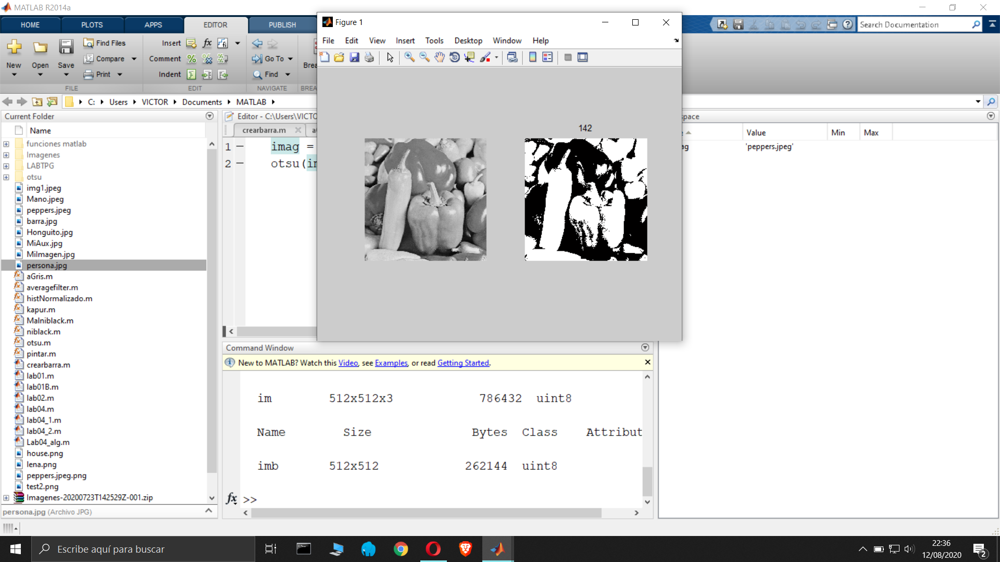 MATLAB R2014a
HOME PLOTS APPS EDITOR PUBLISH
Search Documentation
New
Open
Save
Find Files
Compare
Print
FILE
Insert
Comment
Indent
EDIT
Go To
Find
NAVIGATE
C: Users VICTOR Documents MATLAB
Current Folder
Name
funciones matlab
Imagenes
LABTPG
otsu
img1.jpeg
Mano.jpeg
peppers.jpeg
barra.jpg
Honguito.jpg
MiAux.jpg
MiImagen.jpg
persona.jpg
aGris.m
averagefilter.m
histNormalizado.m
kapur.m
Malniblack.m
niblack.m
otsu.m
pintar.m
crearbarra.m
lab01.m
lab01B.m
lab02.m
lab04.m
lab04_1.m
lab04_2.m
Lab04_alg.m
house.png
lena.png
peppers.jpeg.png
test2.png
Imagenes-20200723T142529Z-001.zip
persona.jpg (Archivo JPG)
Editor - C:\Users\VICTO
crearbarra.m
1 imag =
2 otsu(in
Figure 1
File Edit View Insert Tools Desktop Window Help
142
pace
Value Min Max
ag 'peppers.jpeg'
Command Window
New to MATLAB? Watch this Video, see Examples, or read Getting Started.
im 512x512x3 786432 uint8
Name Size Bytes Class Attribut
imb 512x512 262144 uint8
fx >>
Escribe aquí para buscar
22:36
12/08/2020
2